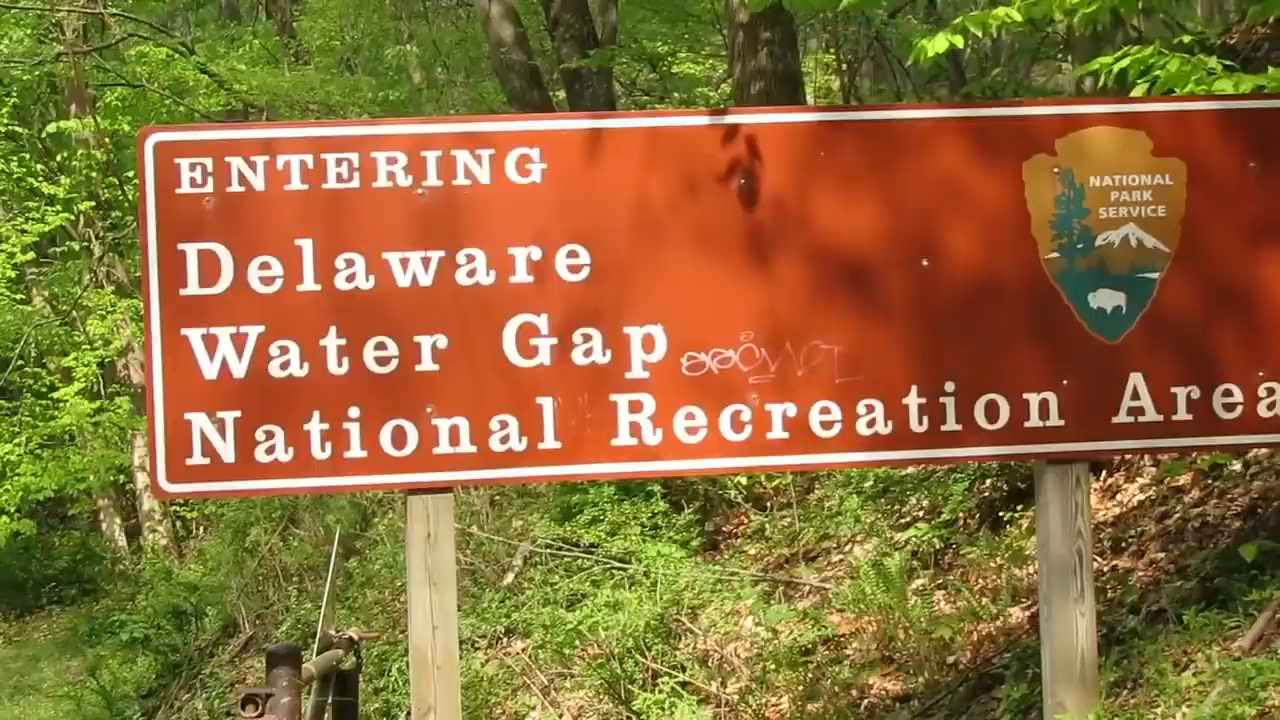 ENTERING
Delaware
Water Gap
National Recreation Area
NATIONAL
PARK
SERVICE